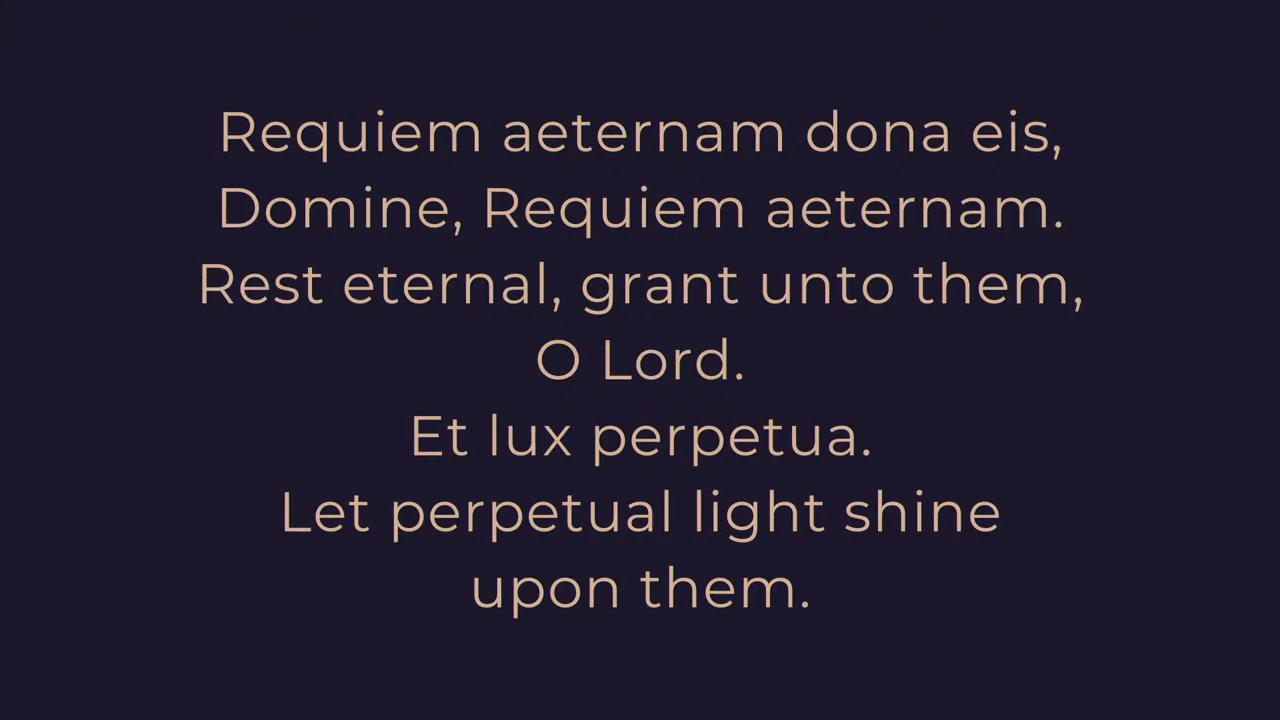 Requiem aeternam dona eis,
Domine, Requiem aeternam.
Rest eternal, grant unto them,
O Lord.
Et lux perpetua.
Let perpetual light shine
upon them.